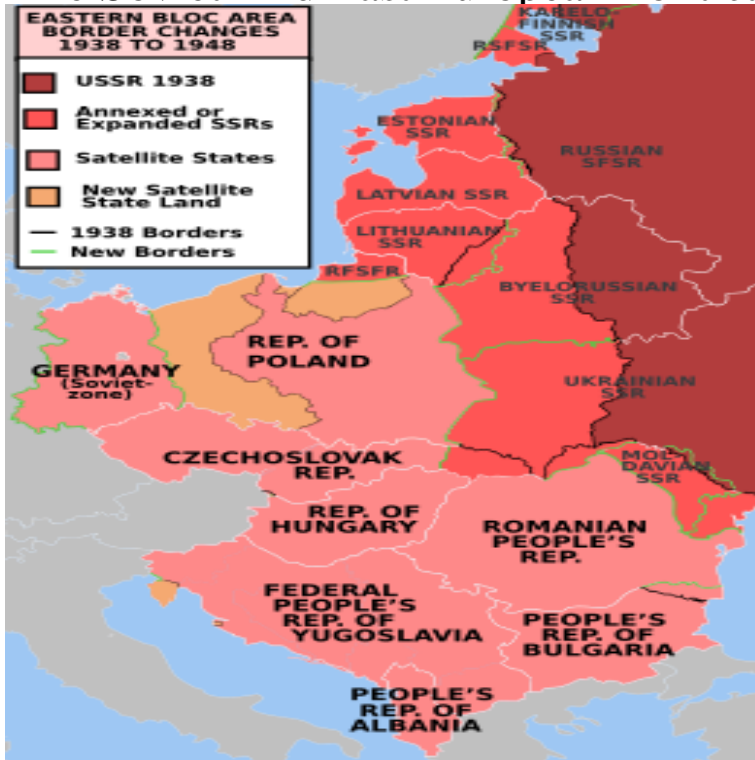 EASTERN BLOC AREA
BORDER CHANGES
1938 TO 1948
USSR 1938
Annexed or
Expanded SSRs
Satellite States
New Satellite
State Land
1938 Borders
New Borders
KARELO-
FINNISH
SSR
RSFSR
ESTONIAN
SSR
RUSSIAN
SFSR
LATVIAN SSR
LITHUANIAN
SSR
RFSFR
BYELORUSSIAN
SSR
REP. OF
POLAND
GERMANY
(Soviet-
zone)
UKRAINIAN
SSR
CZECHOSLOVAK
REP.
MOL-
DAVIAN
SSR
REP. OF
HUNGARY
ROMANIAN
PEOPLE'S
REP.
FEDERAL
PEOPLE'S
REP. OF
YUGOSLAVIA
PEOPLE'S
REP. OF
BULGARIA
PEOPLE'S
REP. OF
ALBANIA